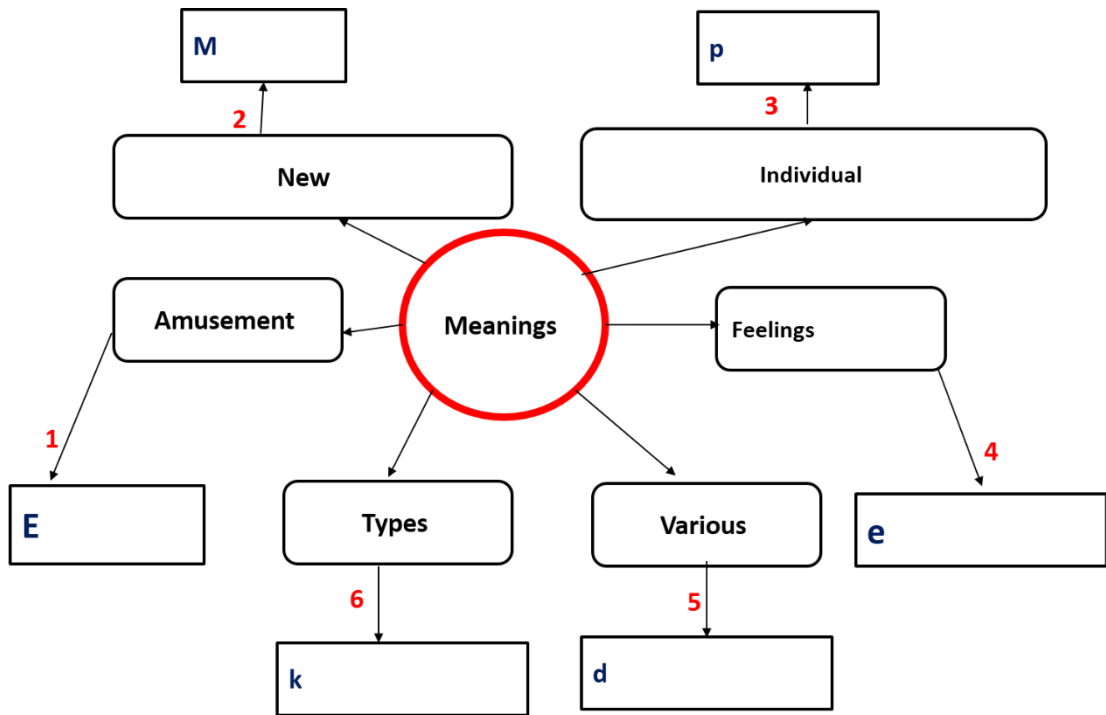 M
p
2
3
New
Individual
Amusement
Meanings
Feelings
1
4
E
Types
Various
e
6
5
k
d